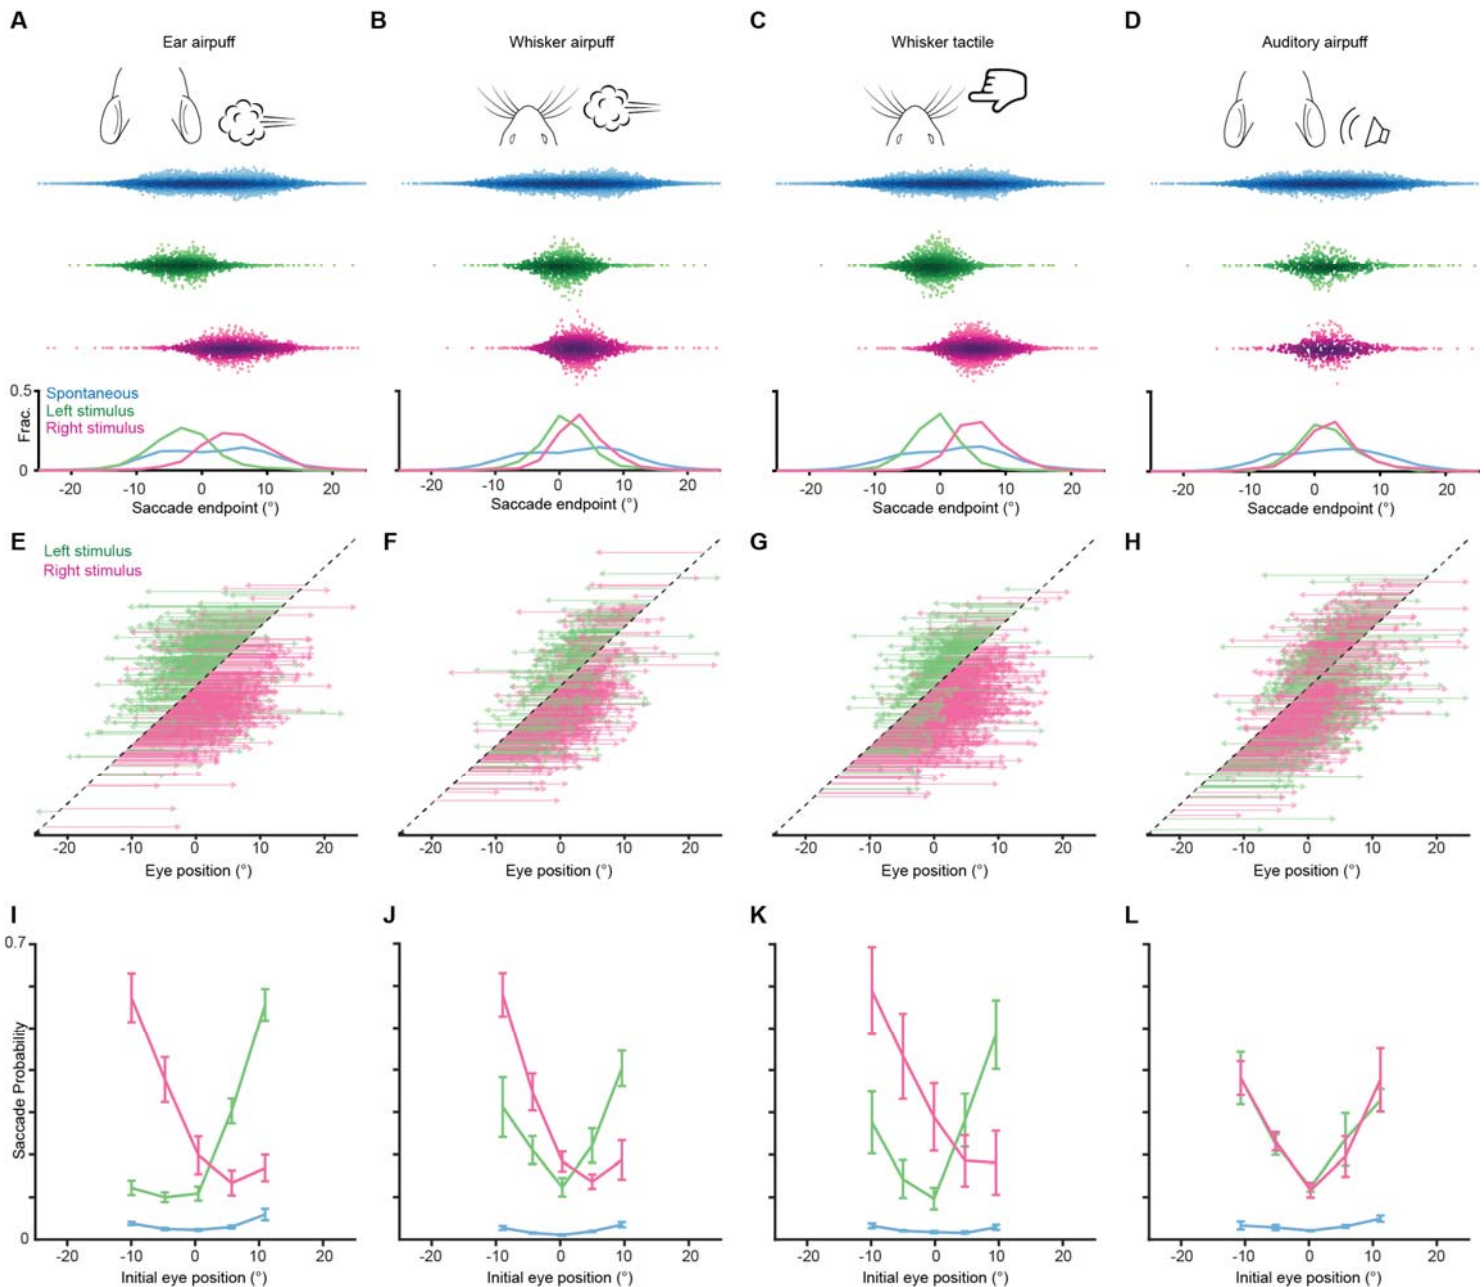 A
B
C
D
Ear airpuff
Whisker airpuff
Whisker tactile
Auditory airpuff
0.5
Frac.
0
Spontaneous
Left stimulus
Right stimulus
-20 -10 0 10 20
Saccade endpoint (°)
-20 -10 0 10 20
Saccade endpoint (°)
-20 -10 0 10 20
Saccade endpoint (°)
-20 -10 0 10 20
Saccade endpoint (°)
E
Left stimulus
Right stimulus
F
G
H
-20 -10 0 10 20
Eye position (°)
-20 -10 0 10 20
Eye position (°)
-20 -10 0 10 20
Eye position (°)
-20 -10 0 10 20
Eye position (°)
I
J
K
L
0.7
Saccade Probability
0
-20 -10 0 10 20
Initial eye position (°)
-20 -10 0 10 20
Initial eye position (°)
-20 -10 0 10 20
Initial eye position (°)
-20 -10 0 10 20
Initial eye position (°)